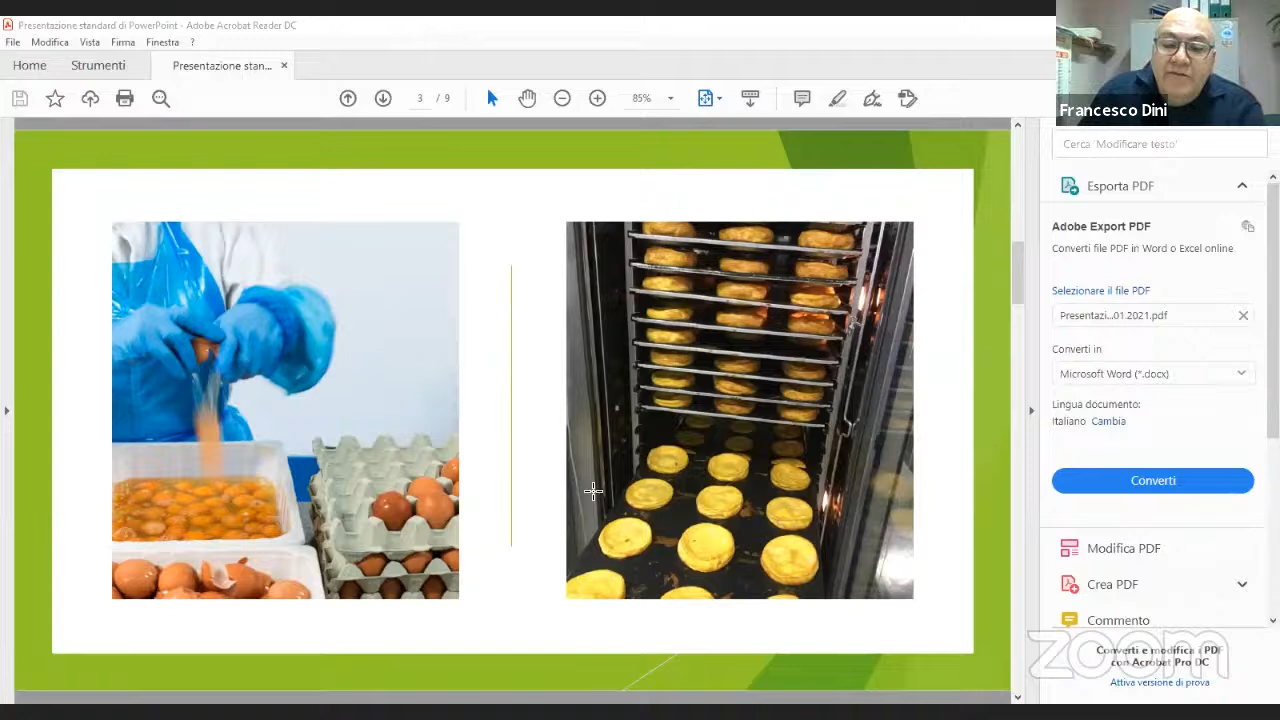 Presentazione standard di PowerPoint - Adobe Acrobat Reader DC
File Modifica Vista Firma Finestra ?
Home Strumenti Presentazione stan... ×
3 / 9 85%
Francesco Dini
Cerca 'Modificare testo'
Esporta PDF
Adobe Export PDF
Converti file PDF in Word o Excel online.
Selezionare il file PDF
Presentazi...01.2021.pdf
Converti in
Microsoft Word (*.docx)
Lingua documento:
Italiano Cambia
Converti
Modifica PDF
Crea PDF
Commento
zoom
Converti e modifica i PDF
con Acrobat Pro DC
Attiva versione di prova